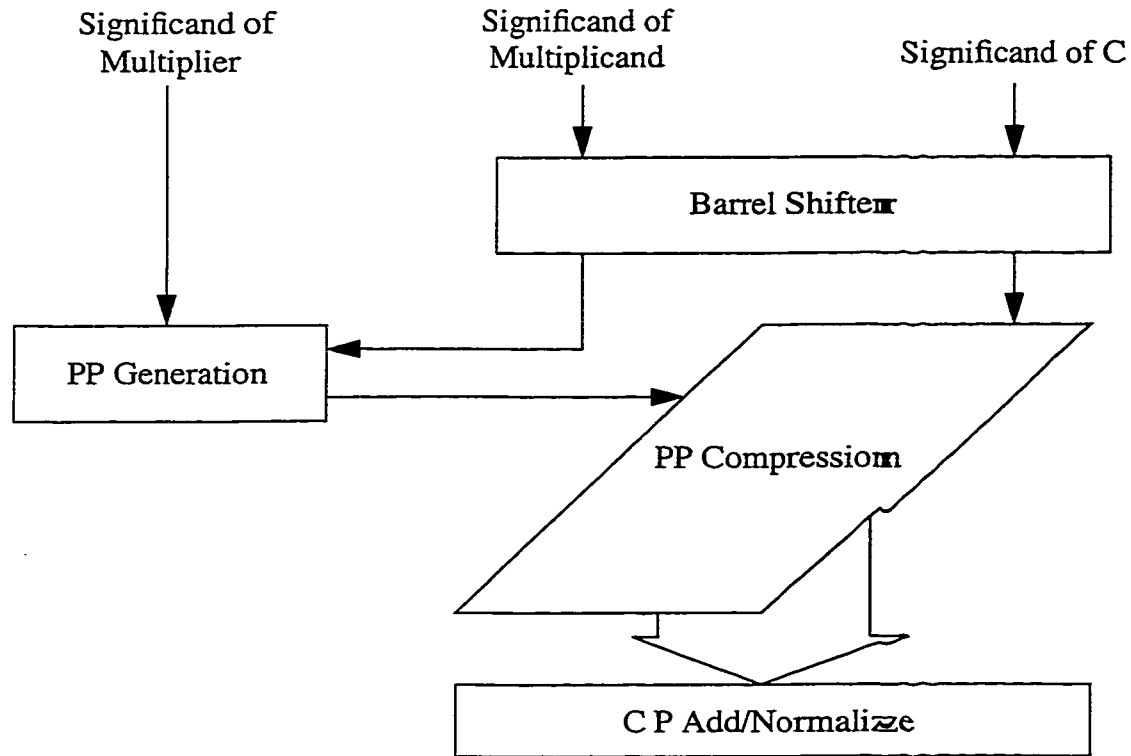 Significand of
Multiplier
Significand of
Multiplicand
Significand of C
Barrel Shifter
PP Generation
PP Compression
C P Add/Normalize